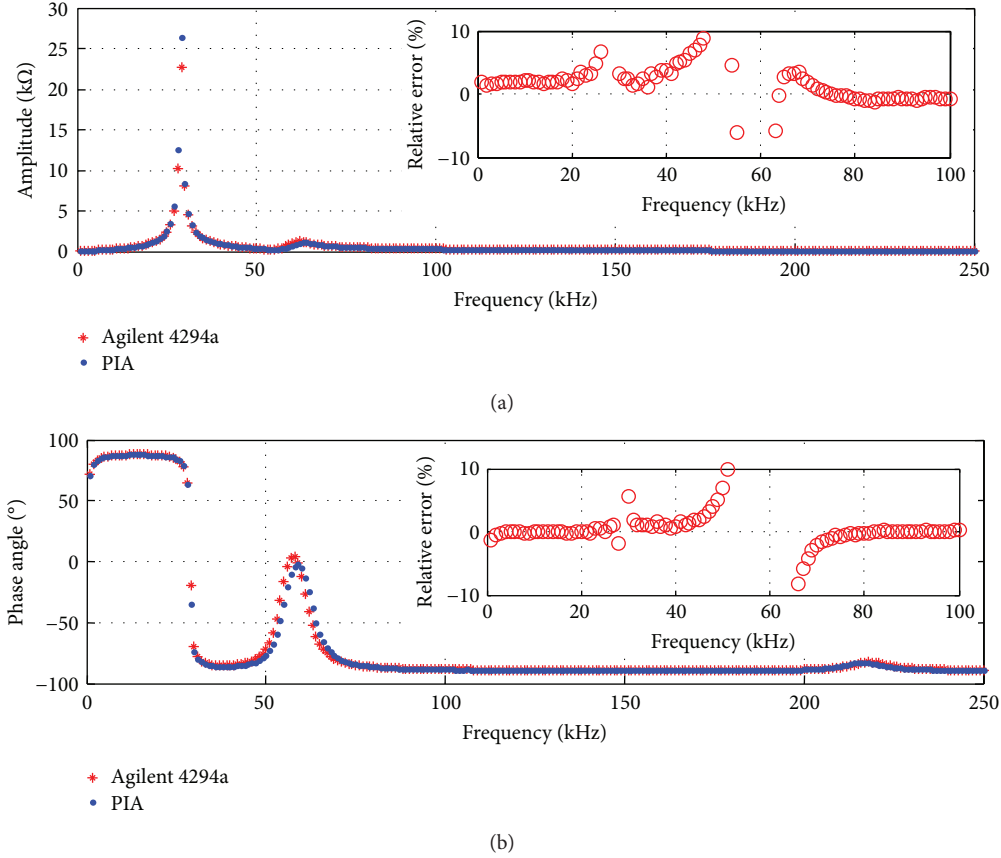 30
25
20
15
10
5
0
Amplitude (kΩ)
0 50 100 150 200 250
Frequency (kHz)
10
0
−10
Relative error (%)
0 20 40 60 80 100
Frequency (kHz)
Agilent 4294a
PIA
(a)
100
50
0
−50
−100
Phase angle (°)
0 50 100 150 200 250
Frequency (kHz)
10
0
−10
Relative error (%)
0 20 40 60 80 100
Frequency (kHz)
Agilent 4294a
PIA
(b)